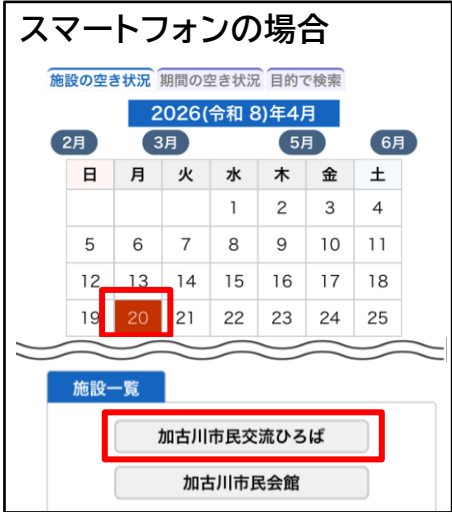 スマートフォンの場合
施設の空き状況 期間の空き状況 目的で検索
2026(令和 8)年4月
2月 3月 5月 6月
日 月 火 水 木 金 土
1 2 3 4
5 6 7 8 9 10 11
12 13 14 15 16 17 18
19 20 21 22 23 24 25
施設一覧
加古川市民交流ひろば
加古川市民会館